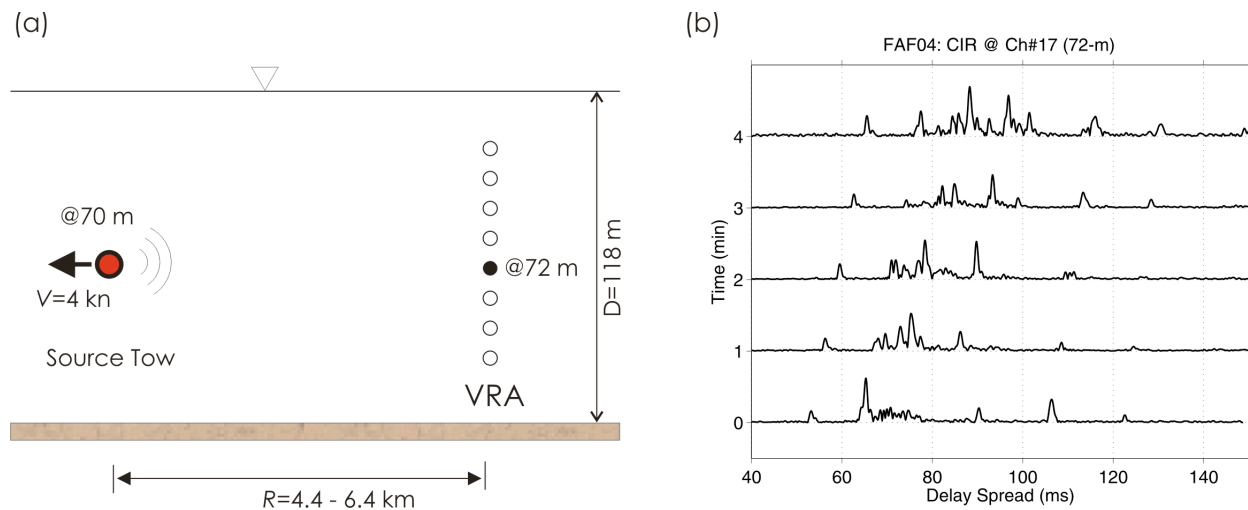 (a)
@70 m
V=4 kn
Source Tow
@72 m
D=118 m
VRA
R=4.4 - 6.4 km
(b)
FAF04: CIR @ Ch#17 (72-m)
Time (min)
4
3
2
1
0
40 60 80 100 120 140
Delay Spread (ms)